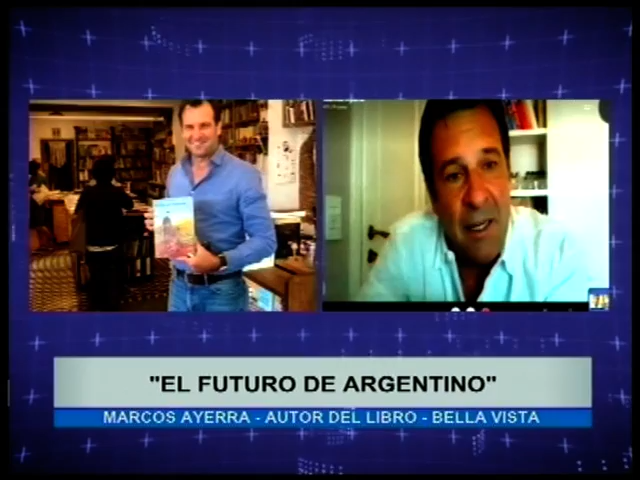 "EL FUTURO DE ARGENTINO"
MARCOS AYERRA - AUTOR DEL LIBRO - BELLA VISTA